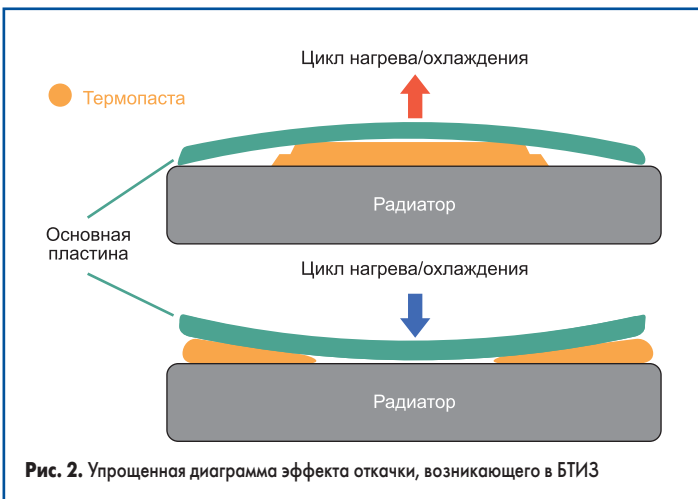 Цикл нагрева/охлаждения
Термопаста
Радиатор
Основная
пластина
Цикл нагрева/охлаждения
Радиатор
Рис. 2. Упрощенная диаграмма эффекта откачки, возникающего в БТИЗ